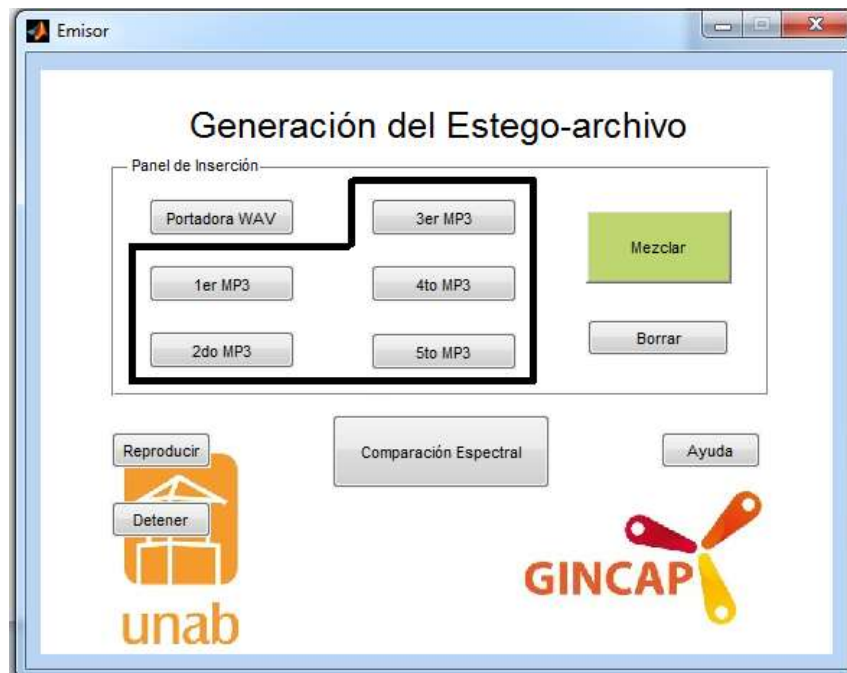 Emisor
Generación del Estego-archivo
Panel de Inserción
Portadora WAV
3er MP3
Mezclar
1er MP3
4to MP3
2do MP3
5to MP3
Borrar
Reproducir
Comparación Espectral
Ayuda
Detener
GINCAP
unab